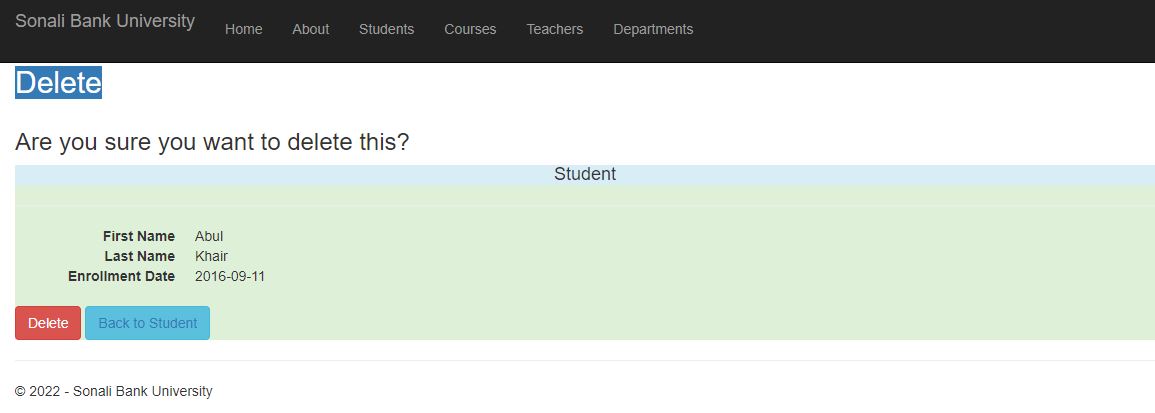 Sonali Bank University Home About Students Courses Teachers Departments
Delete
Are you sure you want to delete this?
Student
First Name Abul
Last Name Khair
Enrollment Date 2016-09-11
Delete Back to Student
© 2022 - Sonali Bank University